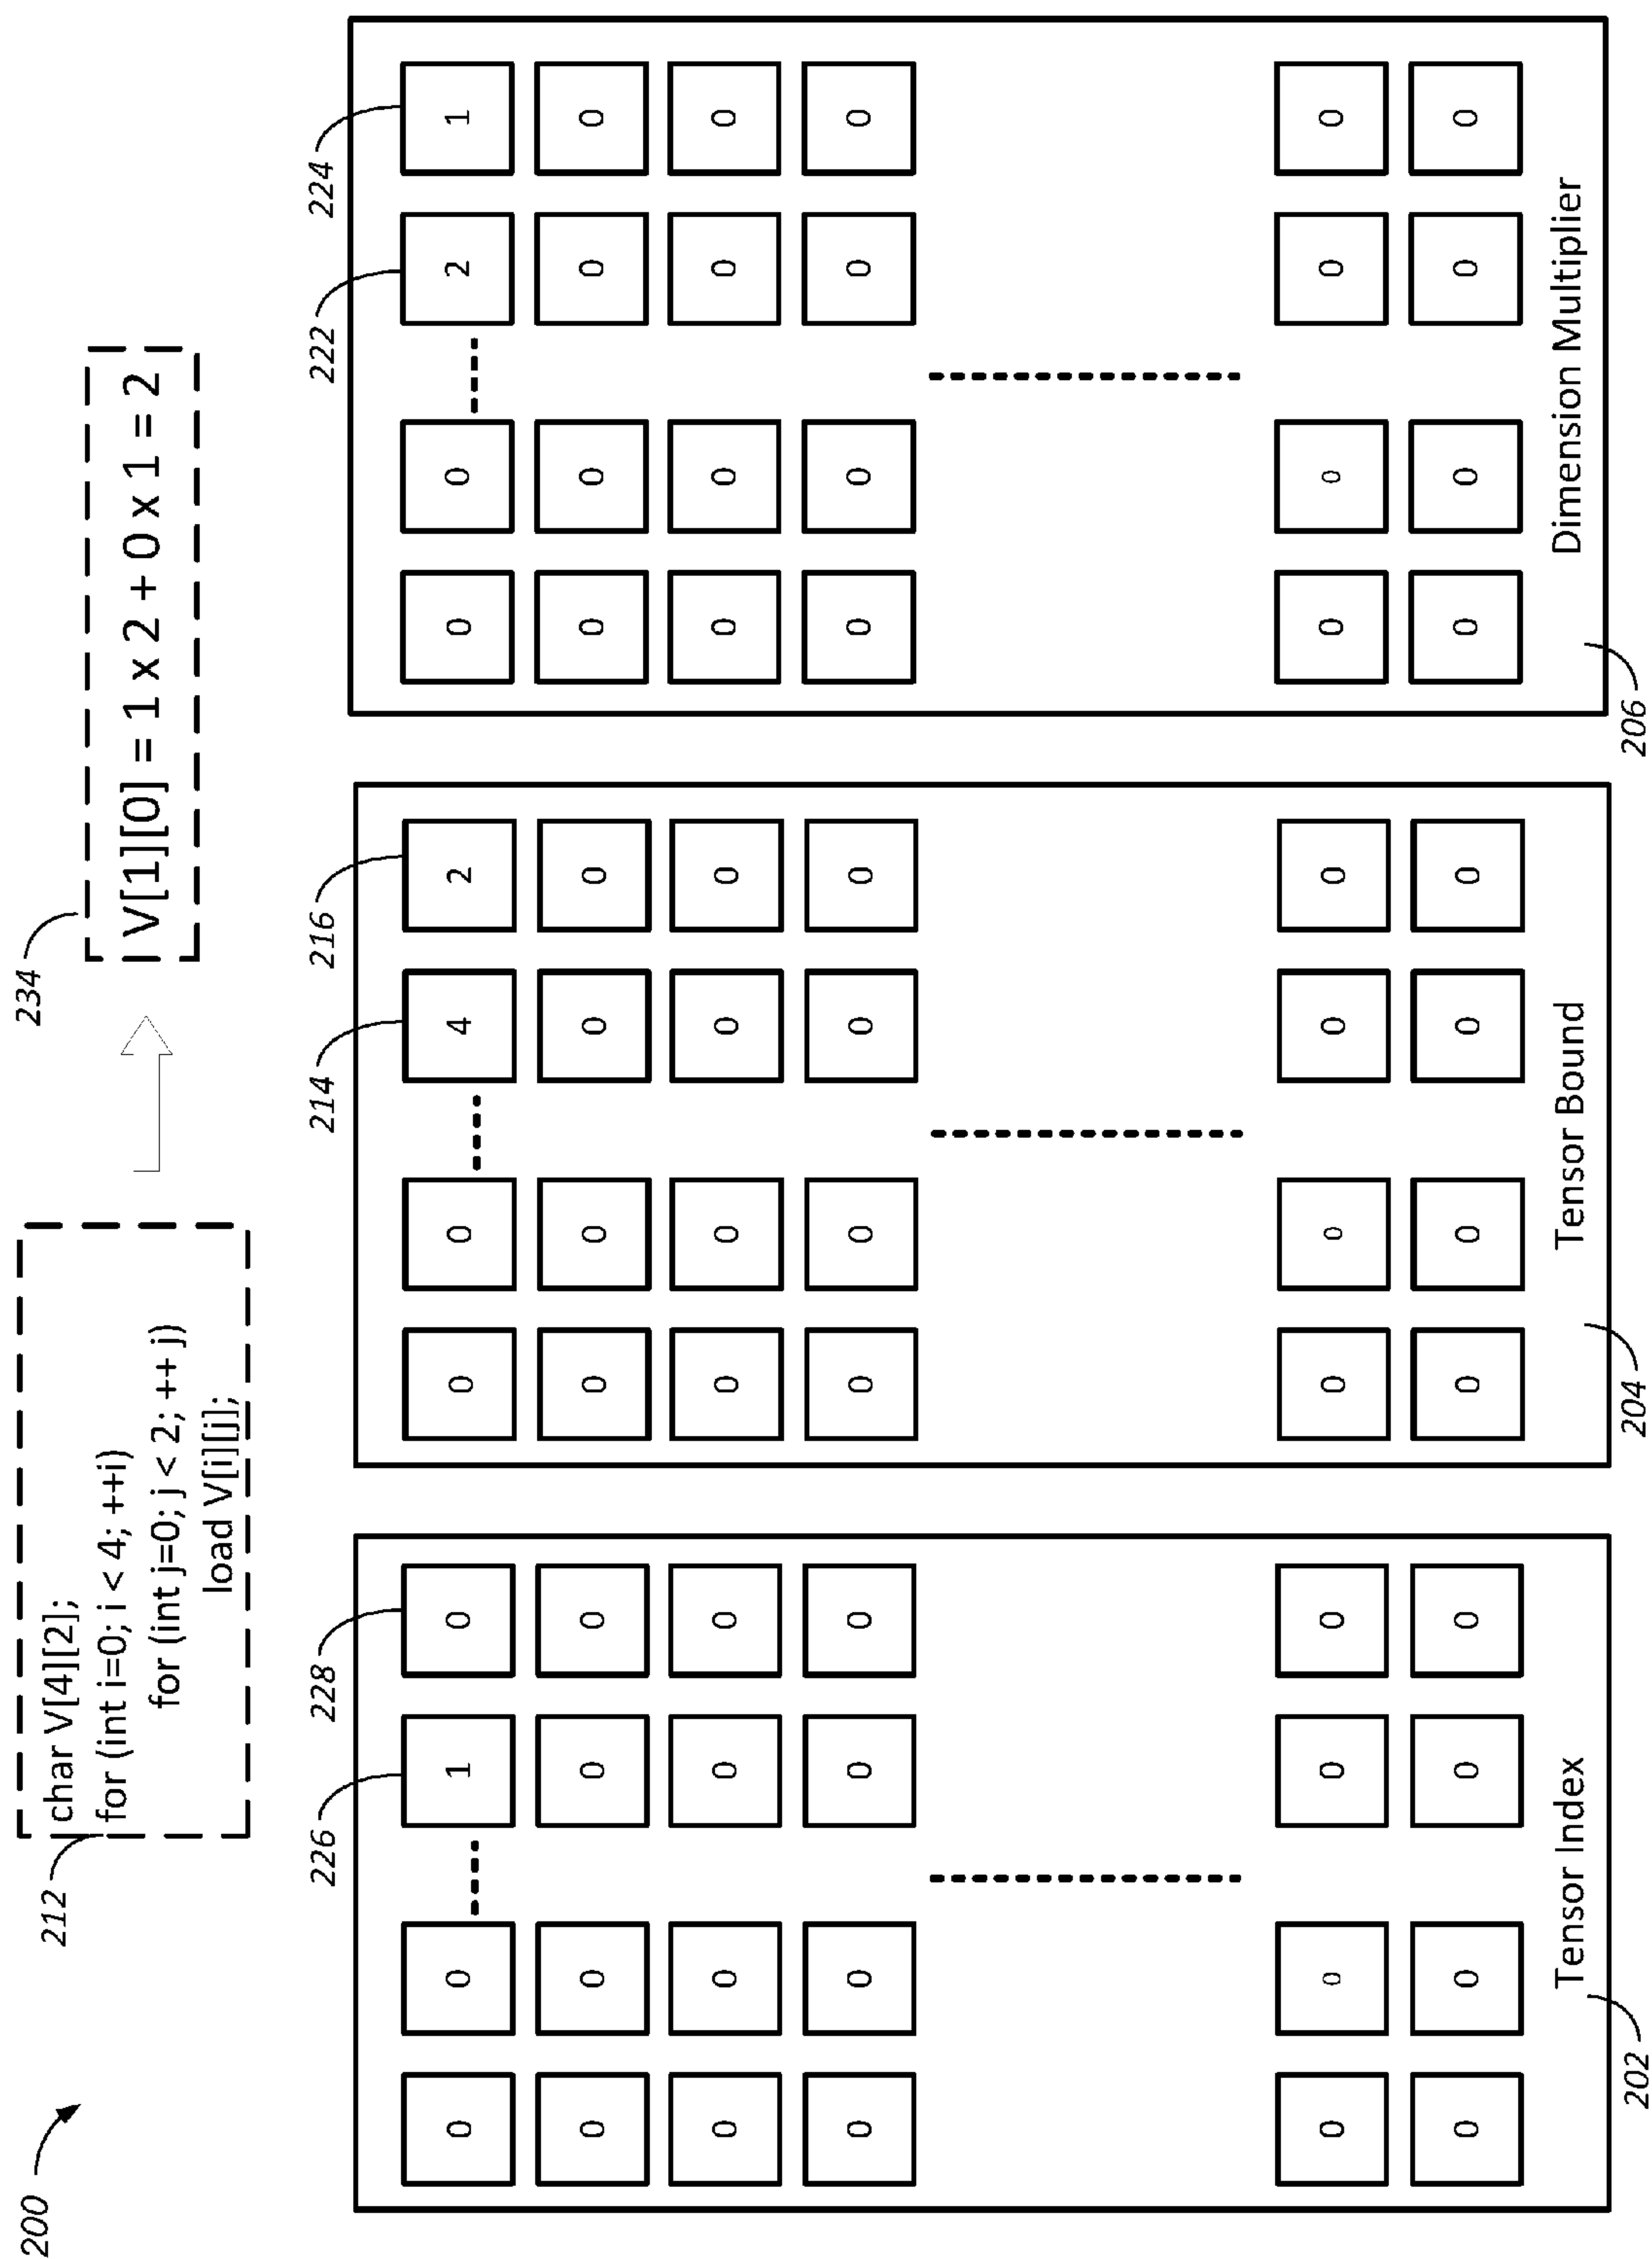 200
212
char V[4][2];
for (int i=0; i < 4; ++i)
for (int j=0; j < 2; ++ j)
load V[i][j];
234
V[1][0] = 1 x 2 + 0 x 1 = 2
226 228
0 0 1 0
0 0 0 0
0 0 0 0
0 0 0 0
0 0 0 0
0 0 0 0
Tensor Index
202
214 216
0 0 4 2
0 0 0 0
0 0 0 0
0 0 0 0
0 0 0 0
0 0 0 0
Tensor Bound
204
222 224
0 0 2 1
0 0 0 0
0 0 0 0
0 0 0 0
0 0 0 0
0 0 0 0
Dimension Multiplier
206